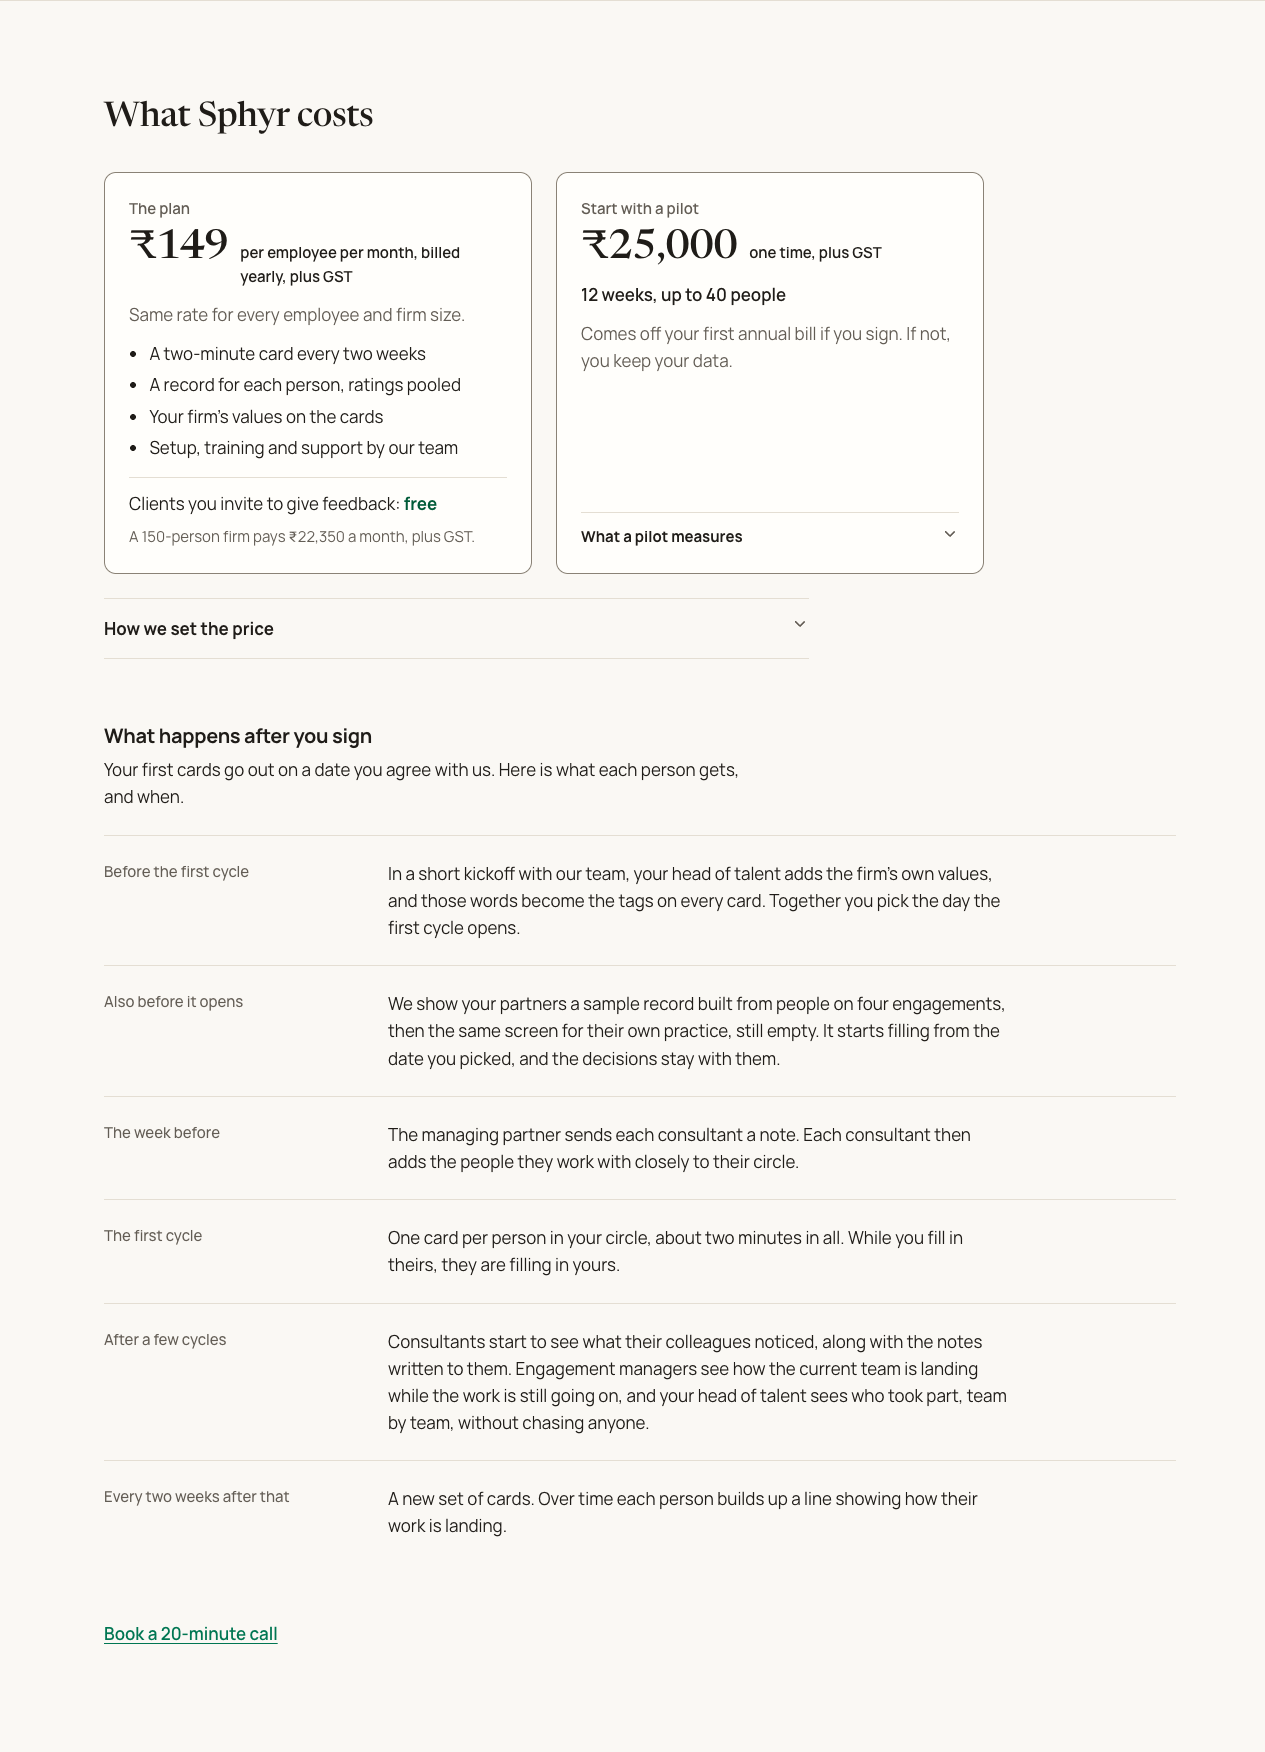 What Sphyr costs
The plan
₹149 per employee per month, billed
yearly, plus GST
Same rate for every employee and firm size.
• A two-minute card every two weeks
• A record for each person, ratings pooled
• Your firm's values on the cards
• Setup, training and support by our team
Clients you invite to give feedback: free
A 150-person firm pays ₹22,350 a month, plus GST.
Start with a pilot
₹25,000 one time, plus GST
12 weeks, up to 40 people
Comes off your first annual bill if you sign. If not,
you keep your data.
What a pilot measures
How we set the price
What happens after you sign
Your first cards go out on a date you agree with us. Here is what each person gets,
and when.
Before the first cycle
In a short kickoff with our team, your head of talent adds the firm's own values,
and those words become the tags on every card. Together you pick the day the
first cycle opens.
Also before it opens
We show your partners a sample record built from people on four engagements,
then the same screen for their own practice, still empty. It starts filling from the
date you picked, and the decisions stay with them.
The week before
The managing partner sends each consultant a note. Each consultant then
adds the people they work with closely to their circle.
The first cycle
One card per person in your circle, about two minutes in all. While you fill in
theirs, they are filling in yours.
After a few cycles
Consultants start to see what their colleagues noticed, along with the notes
written to them. Engagement managers see how the current team is landing
while the work is still going on, and your head of talent sees who took part, team
by team, without chasing anyone.
Every two weeks after that
A new set of cards. Over time each person builds up a line showing how their
work is landing.
Book a 20-minute call